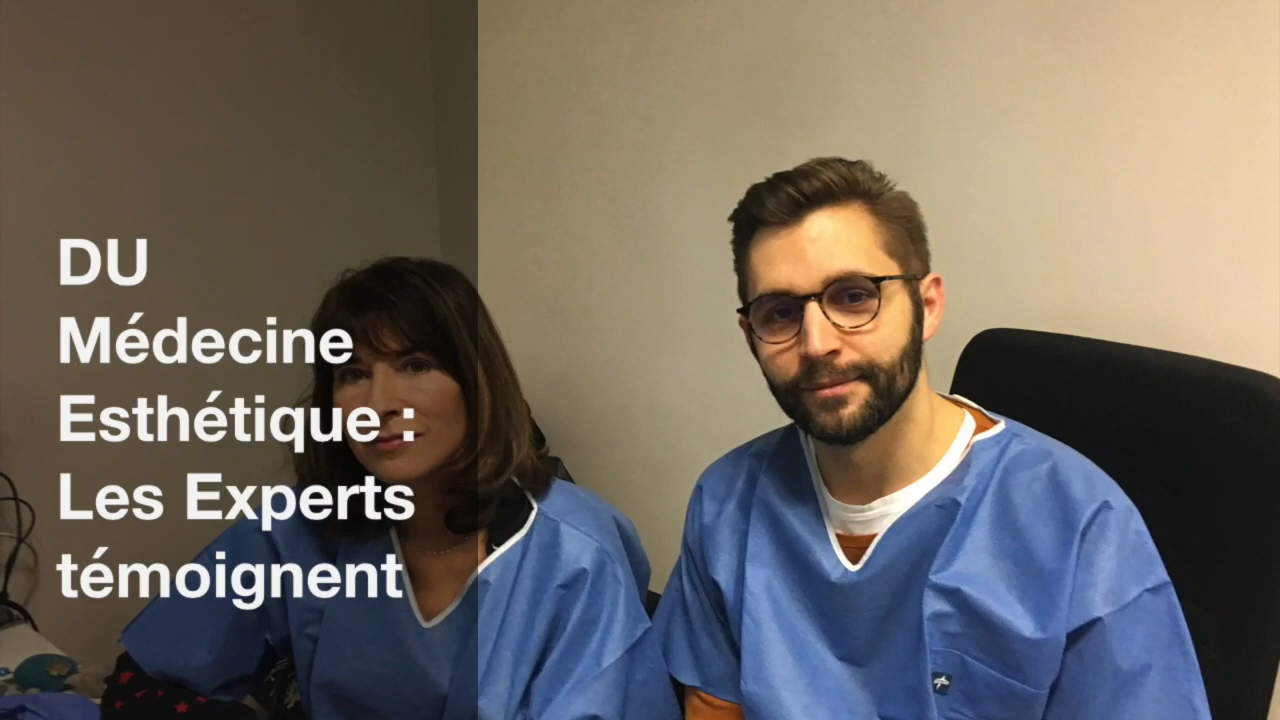 DU
Médecine
Esthétique :
Les Experts
témoignent